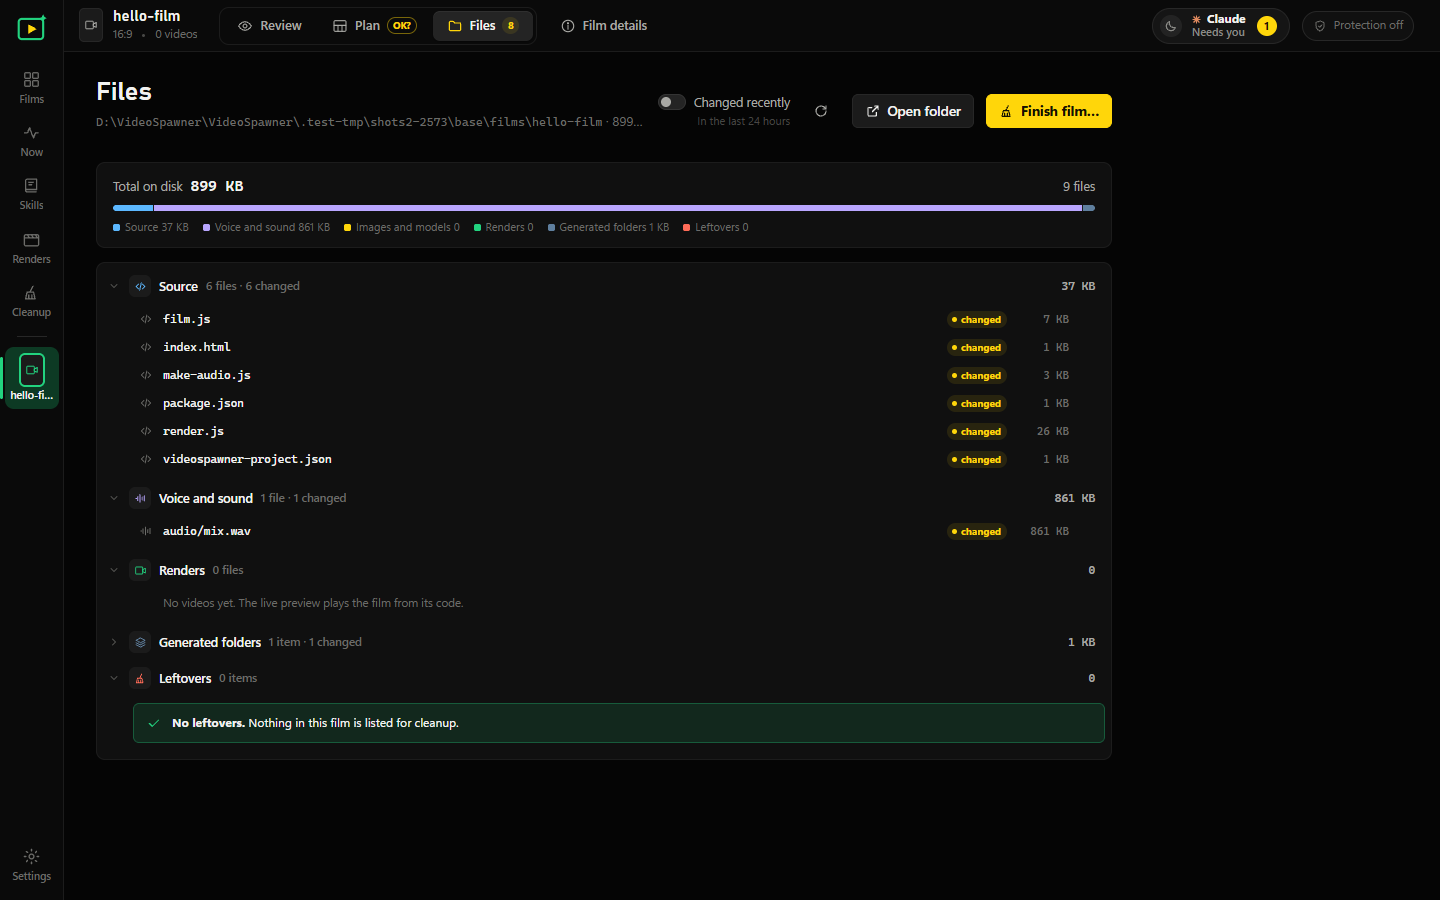 hello-film
16:9 • 0 videos
Review
Plan OK?
Files 8
Film details
Claude
Needs you
1
Protection off
Films
Now
Skills
Renders
Cleanup
hello-fi...
Settings
Files
D:\VideoSpawner\VideoSpawner\.test-tmp\shots2-2573\base\films\hello-film · 899...
Changed recently
In the last 24 hours
Open folder
Finish film...
Total on disk 899 KB
9 files
Source 37 KB
Voice and sound 861 KB
Images and models 0
Renders 0
Generated folders 1 KB
Leftovers 0
Source 6 files · 6 changed 37 KB
film.js changed 7 KB
index.html changed 1 KB
make-audio.js changed 3 KB
package.json changed 1 KB
render.js changed 26 KB
videospawner-project.json changed 1 KB
Voice and sound 1 file · 1 changed 861 KB
audio/mix.wav changed 861 KB
Renders 0 files 0
No videos yet. The live preview plays the film from its code.
Generated folders 1 item · 1 changed 1 KB
Leftovers 0 items 0
No leftovers. Nothing in this film is listed for cleanup.